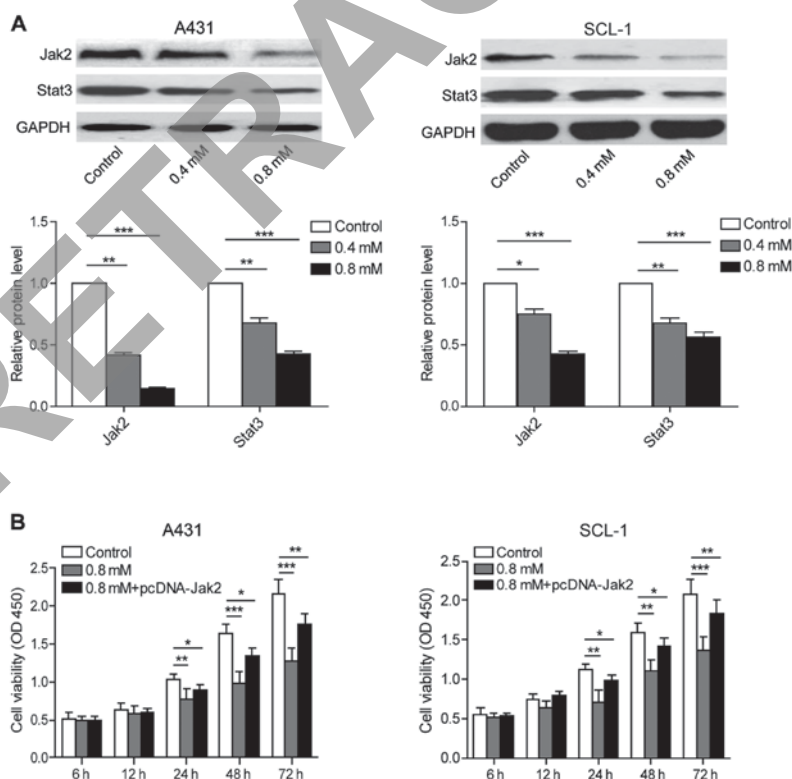 A
A431
Jak2
Stat3
GAPDH
Control
0.4 mM
0.8 mM
SCL-1
Jak2
Stat3
GAPDH
Control
0.4 mM
0.8 mM
Relative protein level
1.5
1.0
0.5
0.0
***
**
***
**
Control
0.4 mM
0.8 mM
Jak2
Stat3
Relative protein level
1.5
1.0
0.5
0.0
***
*
***
**
Control
0.4 mM
0.8 mM
Jak2
Stat3
B
A431
Control
0.8 mM
0.8 mM+pcDNA-Jak2
Cell viability (OD 450)
2.5
2.0
1.5
1.0
0.5
0.0
*
**
*
***
**
***
6 h
12 h
24 h
48 h
72 h
SCL-1
Control
0.8 mM
0.8 mM+pcDNA-Jak2
Cell viability (OD 450)
2.5
2.0
1.5
1.0
0.5
0.0
*
**
*
**
**
***
6 h
12 h
24 h
48 h
72 h
RETRAC